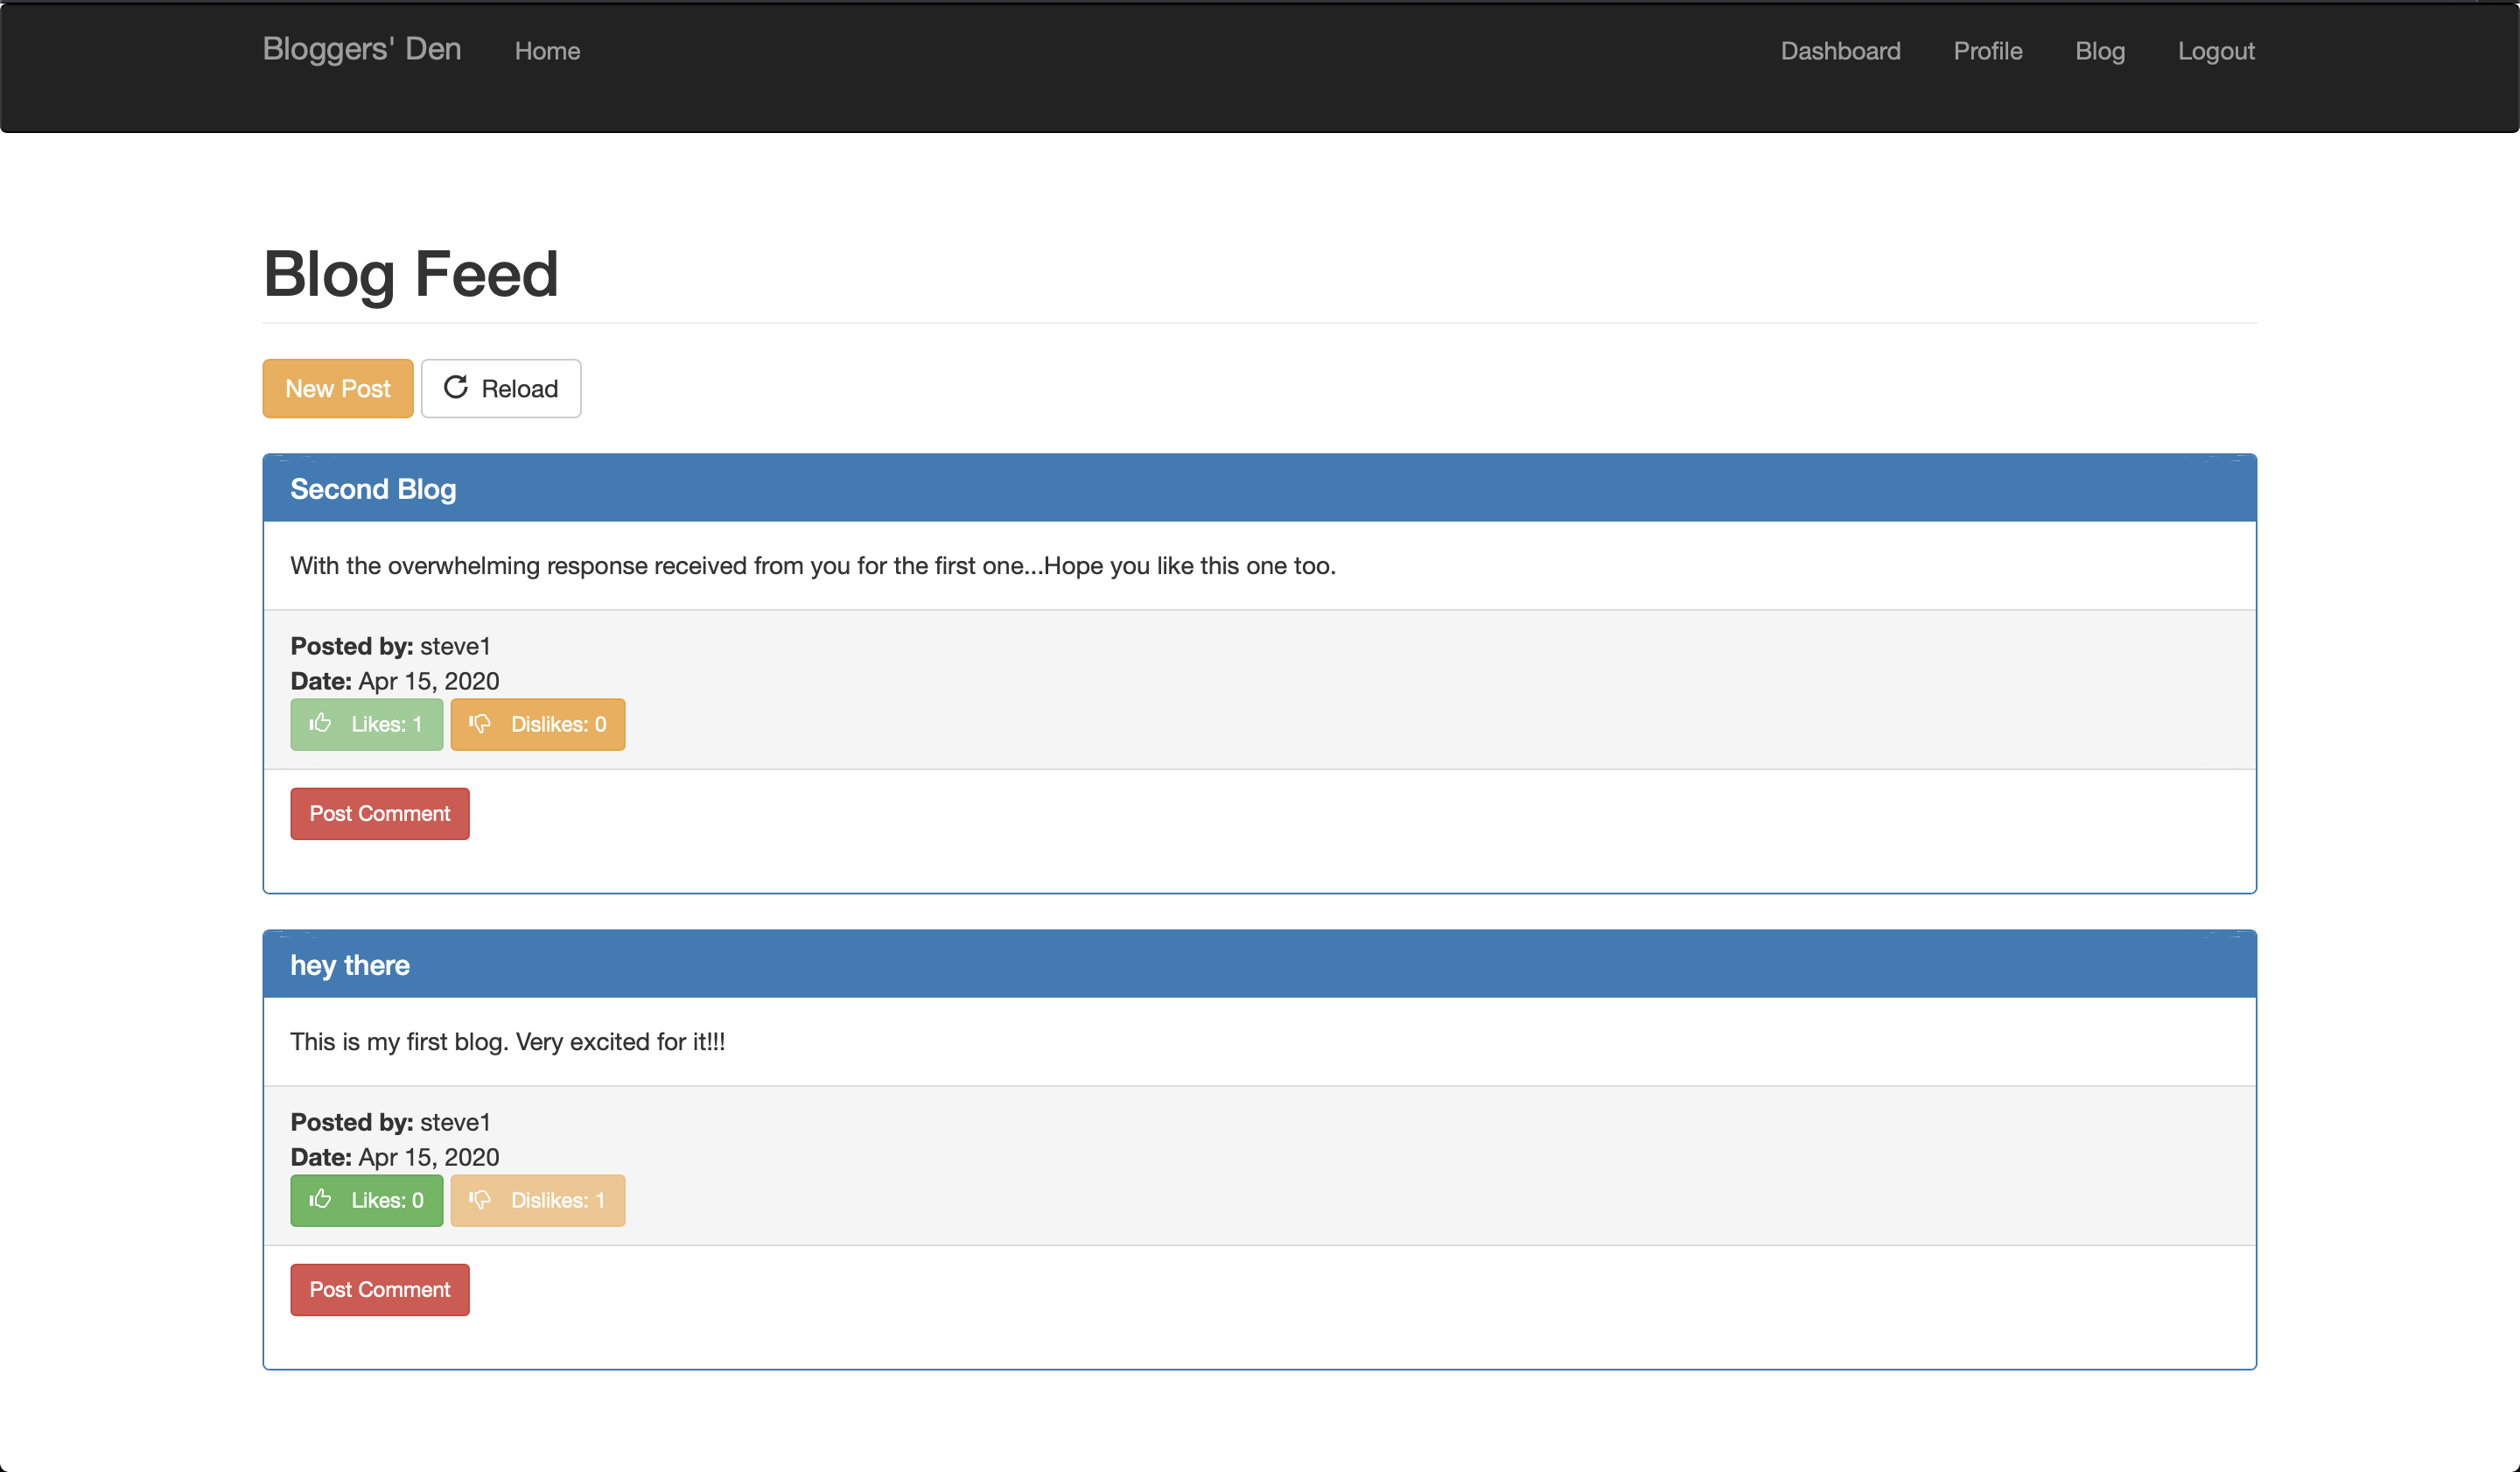 Bloggers' Den Home Dashboard Profile Blog Logout
Blog Feed
New Post Reload
Second Blog
With the overwhelming response received from you for the first one...Hope you like this one too.
Posted by: steve1
Date: Apr 15, 2020
Likes: 1 Dislikes: 0
Post Comment
hey there
This is my first blog. Very excited for it!!!
Posted by: steve1
Date: Apr 15, 2020
Likes: 0 Dislikes: 1
Post Comment